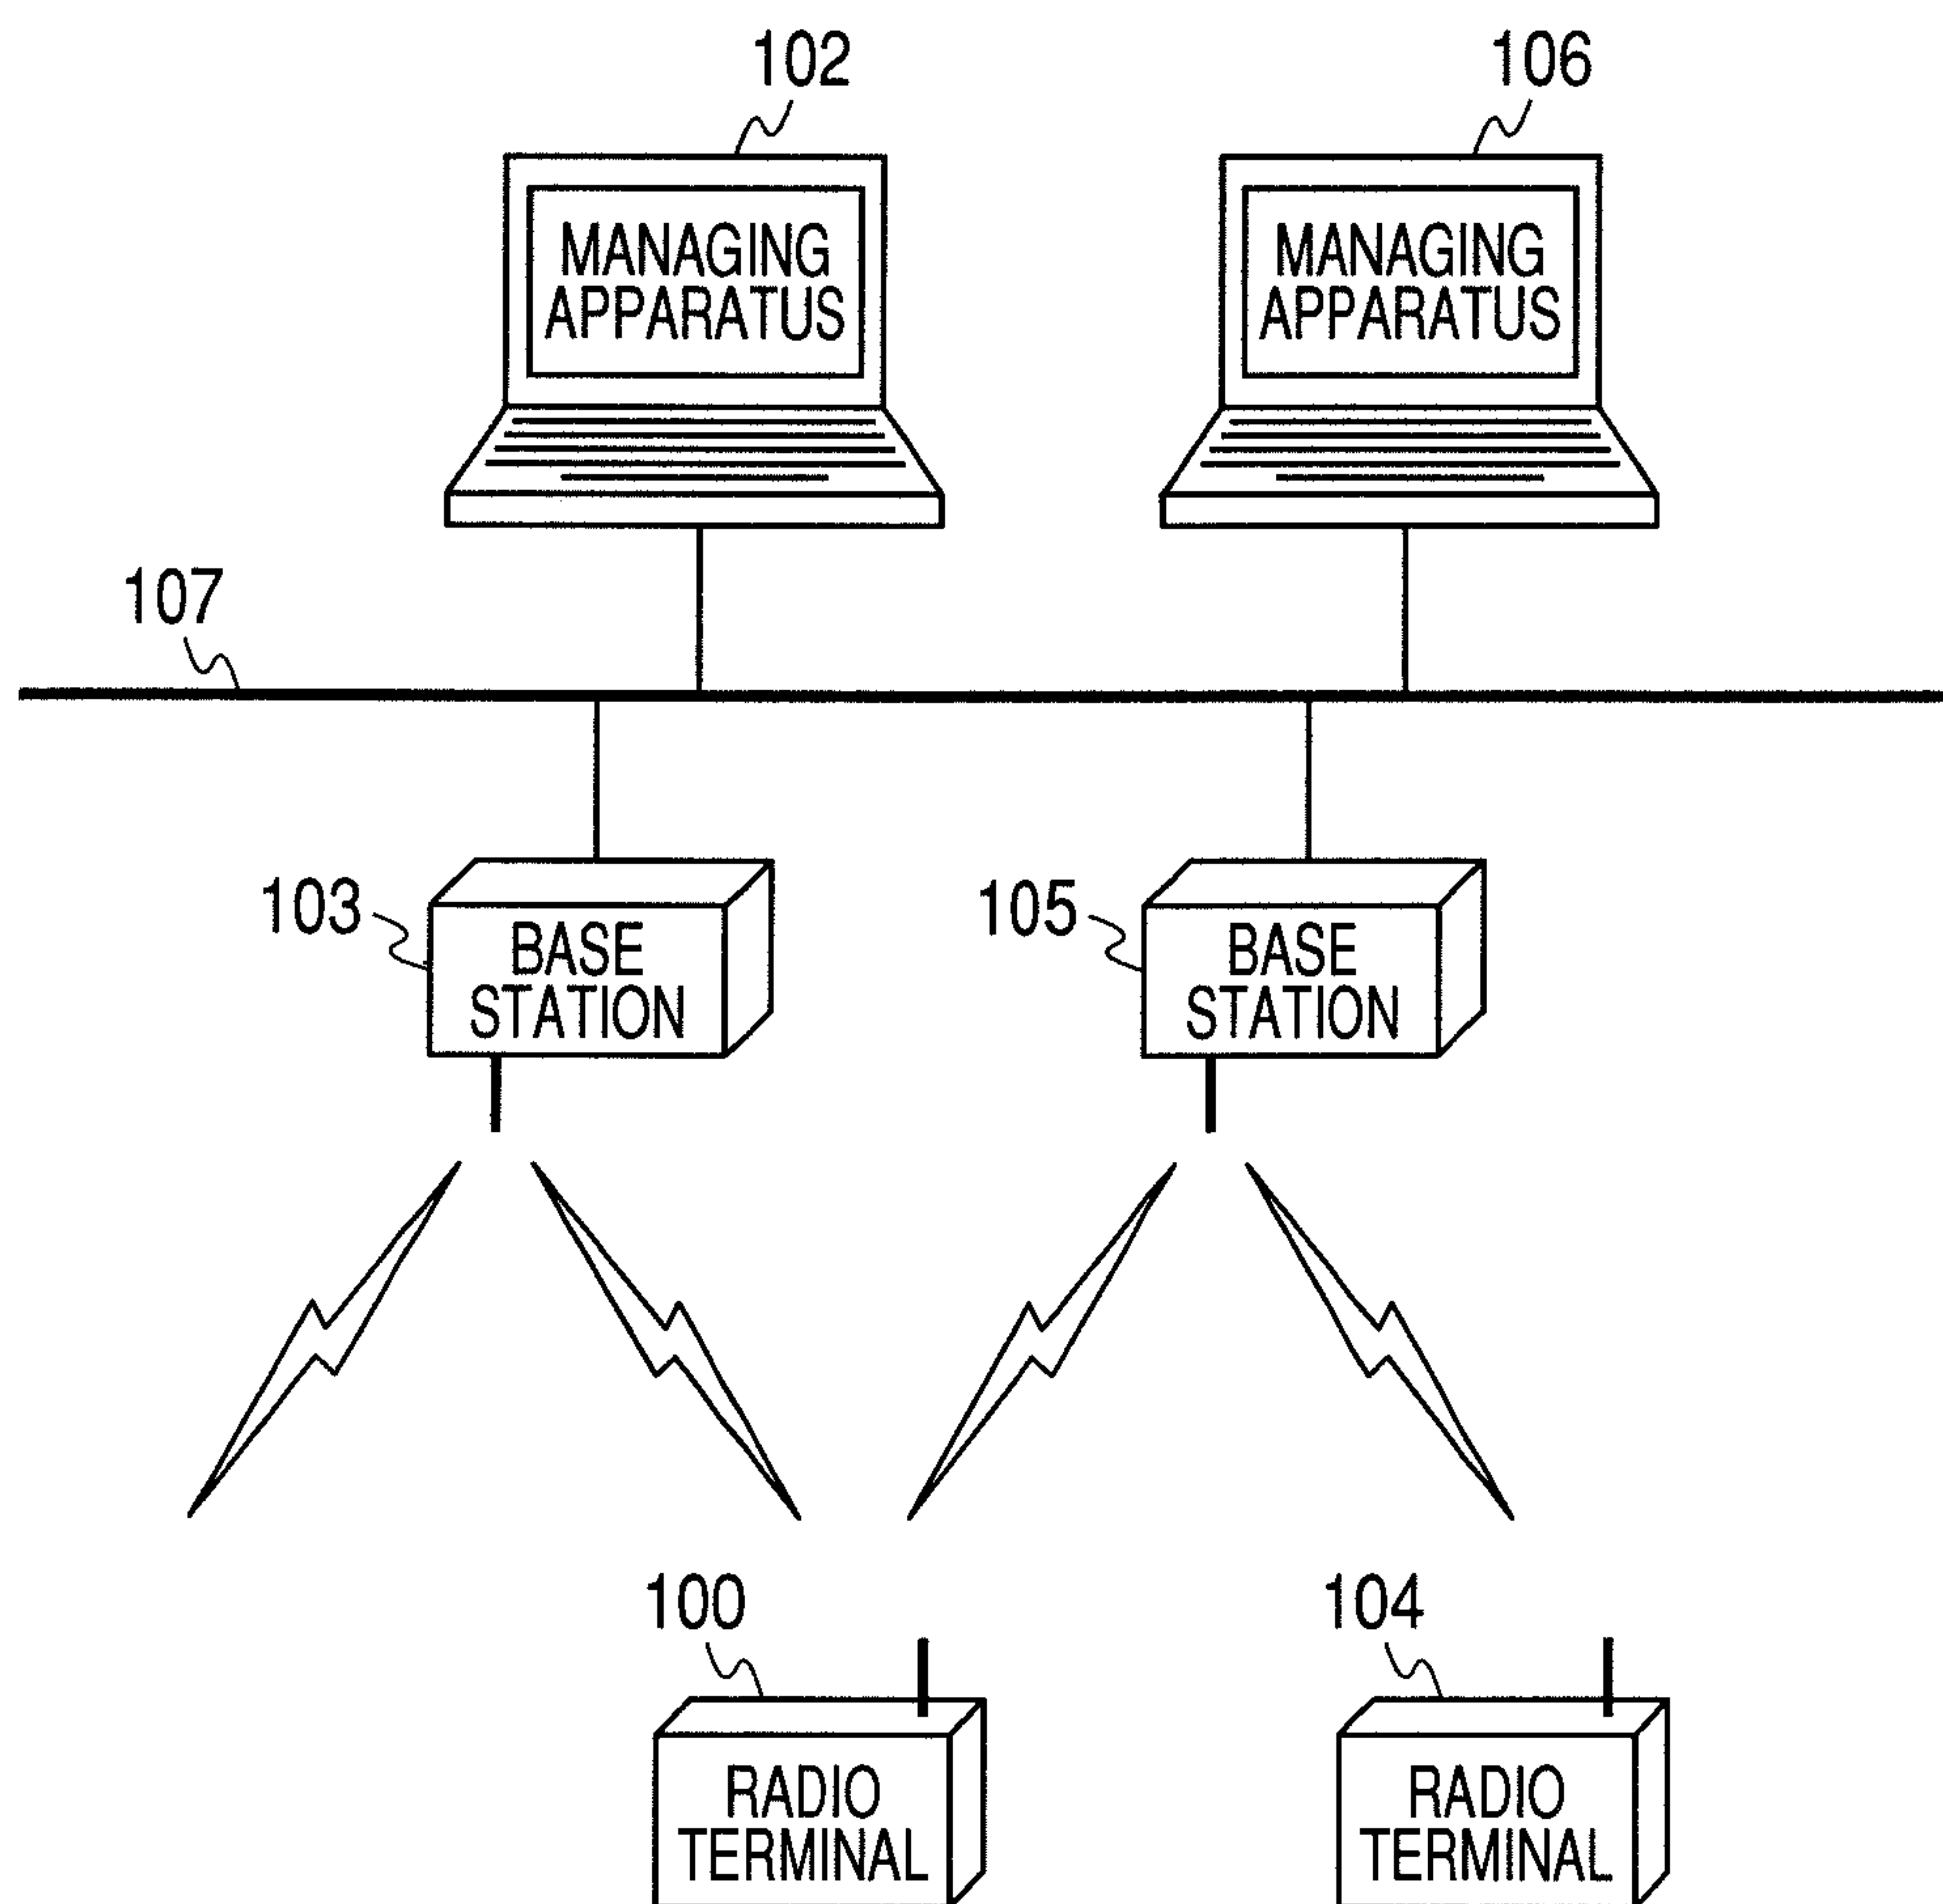 102
106
MANAGING
APPARATUS
MANAGING
APPARATUS
107
103
BASE
STATION
105
BASE
STATION
100
RADIO
TERMINAL
104
RADIO
TERMINAL